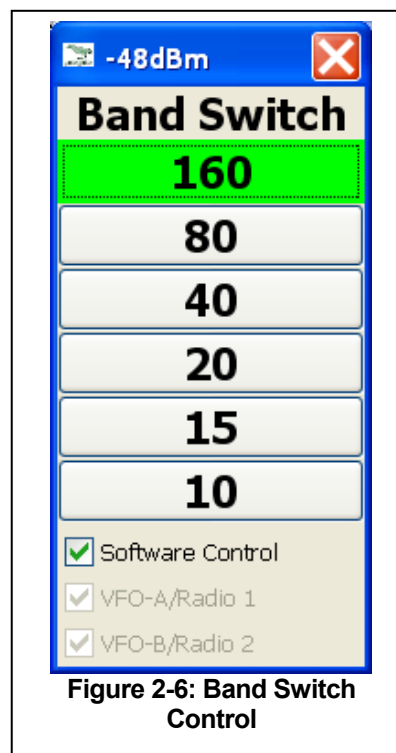 -48dBm
Band Switch
160
80
40
20
15
10
Software Control
VFO-A/Radio 1
VFO-B/Radio 2
Figure 2-6: Band Switch
Control